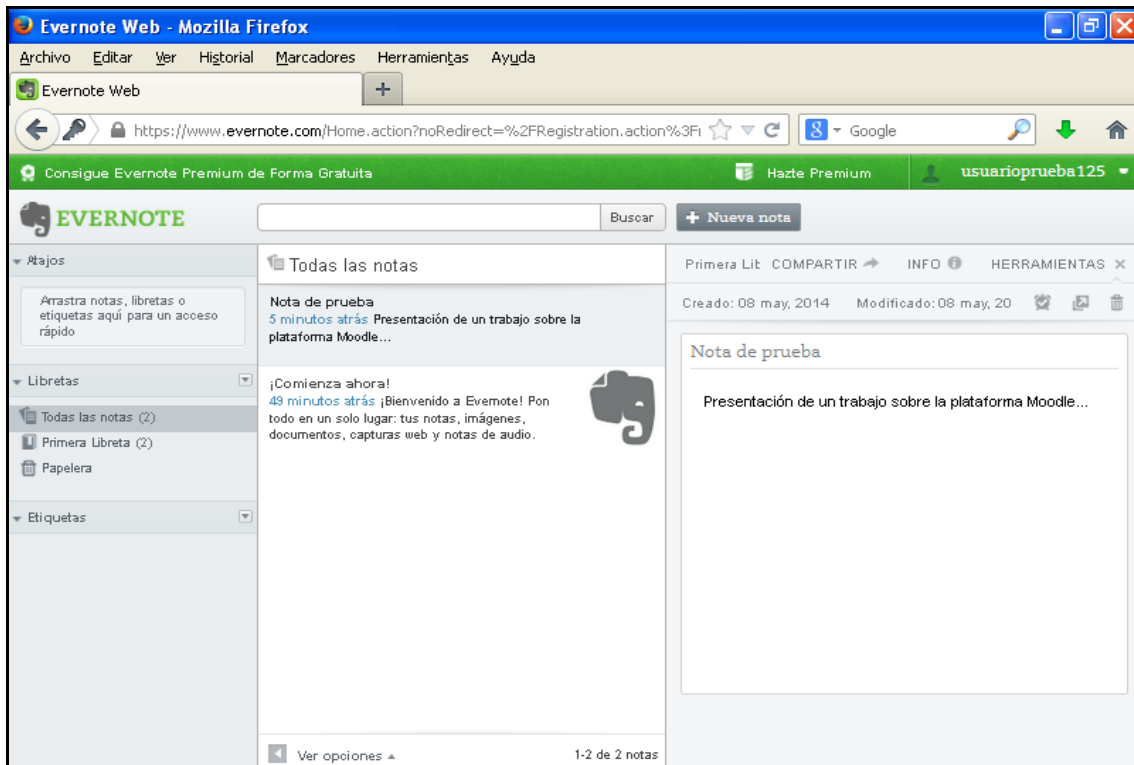 Evernote Web - Mozilla Firefox
Archivo Editar Ver Historial Marcadores Herramientas Ayuda
Evernote Web
https://www.evernote.com/Home.action?noRedirect=%2FRegistration.action%3Fi
Google
Consigue Evernote Premium de Forma Gratuita
Hazte Premium
usuarioprueba125
EVERNOTE
Buscar
Nueva nota
Atajos
Arrastra notas, libretas o
etiquetas aquí para un acceso
rápido
Libretas
Todas las notas (2)
Primera Libreta (2)
Papelera
Etiquetas
Todas las notas
Nota de prueba
5 minutos atrás Presentación de un trabajo sobre la
plataforma Moodle...
¡Comienza ahora!
49 minutos atrás ¡Bienvenido a Evernote! Pon
todo en un solo lugar: tus notas, imágenes,
documentos, capturas web y notas de audio.
Ver opciones
1-2 de 2 notas
Primera Lib COMPARTIR INFO HERRAMIENTAS
Creado: 08 may, 2014 Modificado: 08 may, 20
Nota de prueba
Presentación de un trabajo sobre la plataforma Moodle...